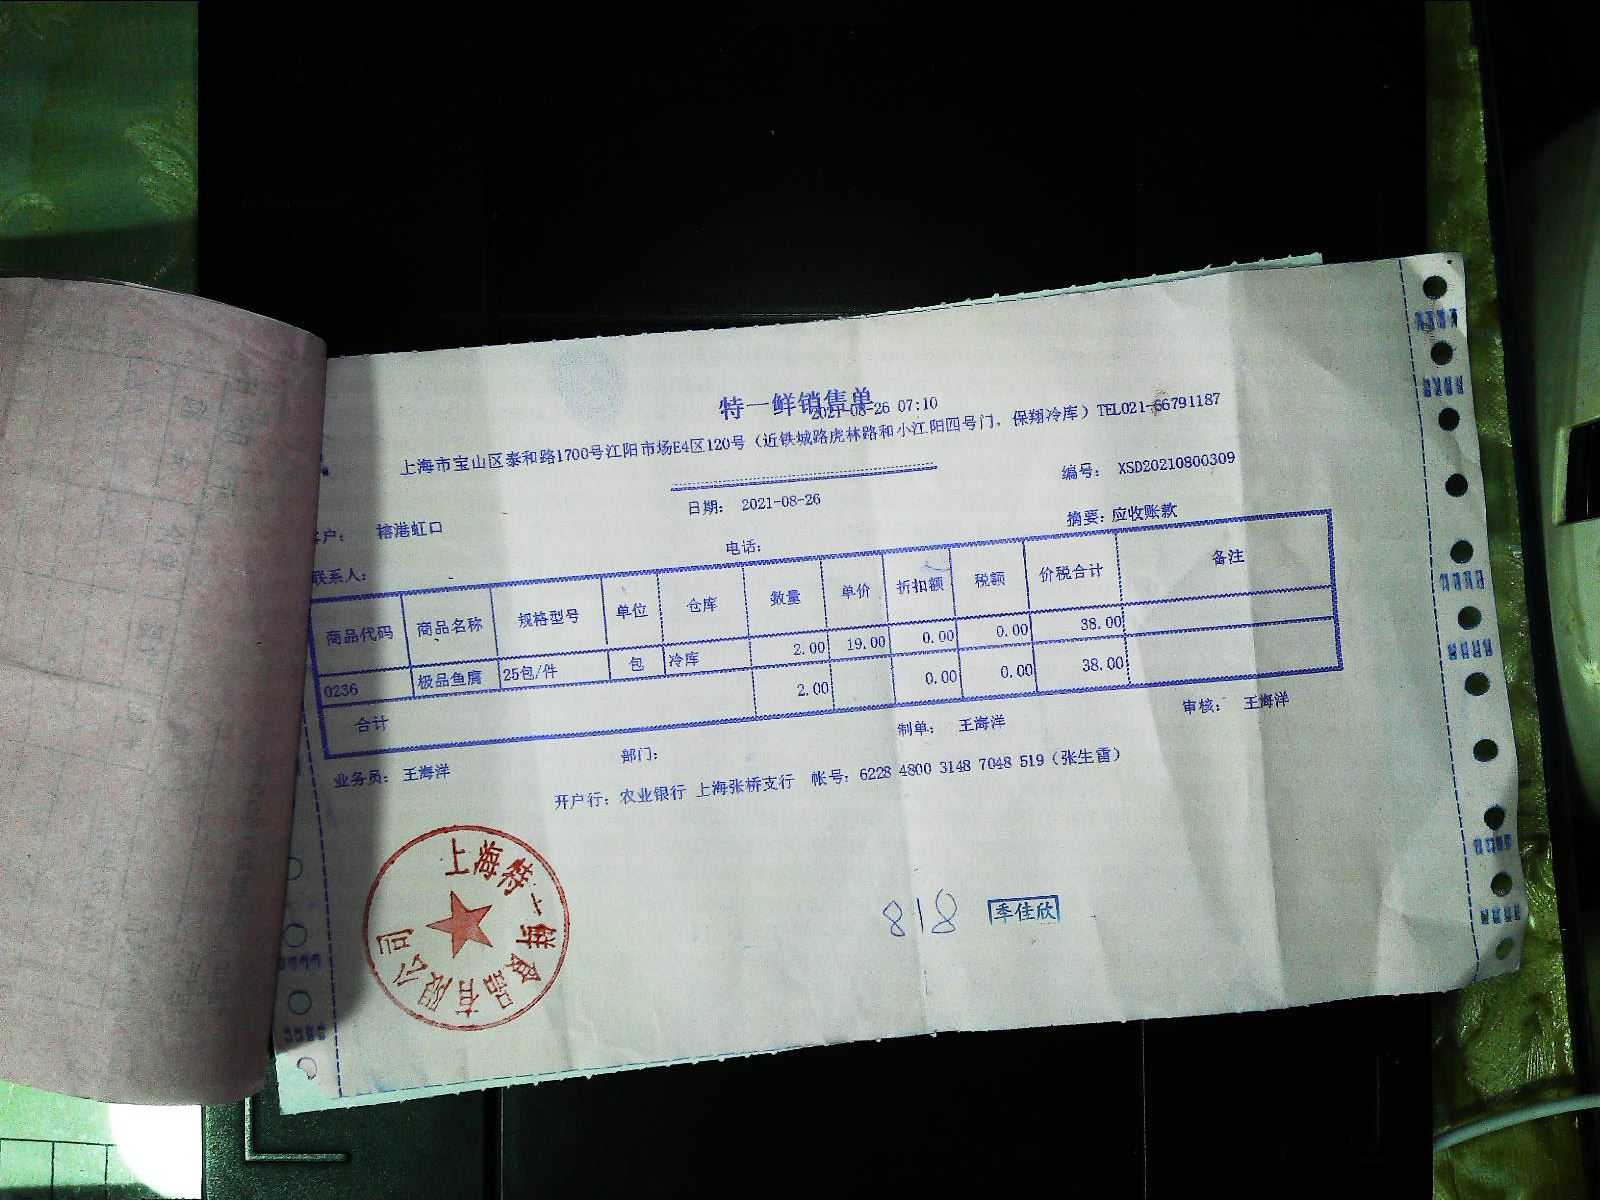 特一鲜销售单
2021-08-26 07:10
上海市宝山区泰和路1700号江阳市场E4区120号（近铁城路虎林路和小江阳四号门，保翔冷库）TEL021-66791187
日期： 2021-08-26 编号： XSD20210800309
客户： 榕港虹口 电话： 摘要：应收账款
联系人：
商品代码 商品名称 规格型号 单位 仓库 数量 单价 折扣额 税额 价税合计 备注
0236 极品鱼膺 25包/件 包 冷库 2.00 19.00 0.00 0.00 38.00
合计 2.00 0.00 0.00 38.00
业务员： 王海洋 部门： 制单： 王海洋 审核： 王海洋
开户行：农业银行 上海张桥支行 帐号：6228 4800 3148 7048 519（张生雷）
上海特一鲜食品有限公司
818 季佳欣